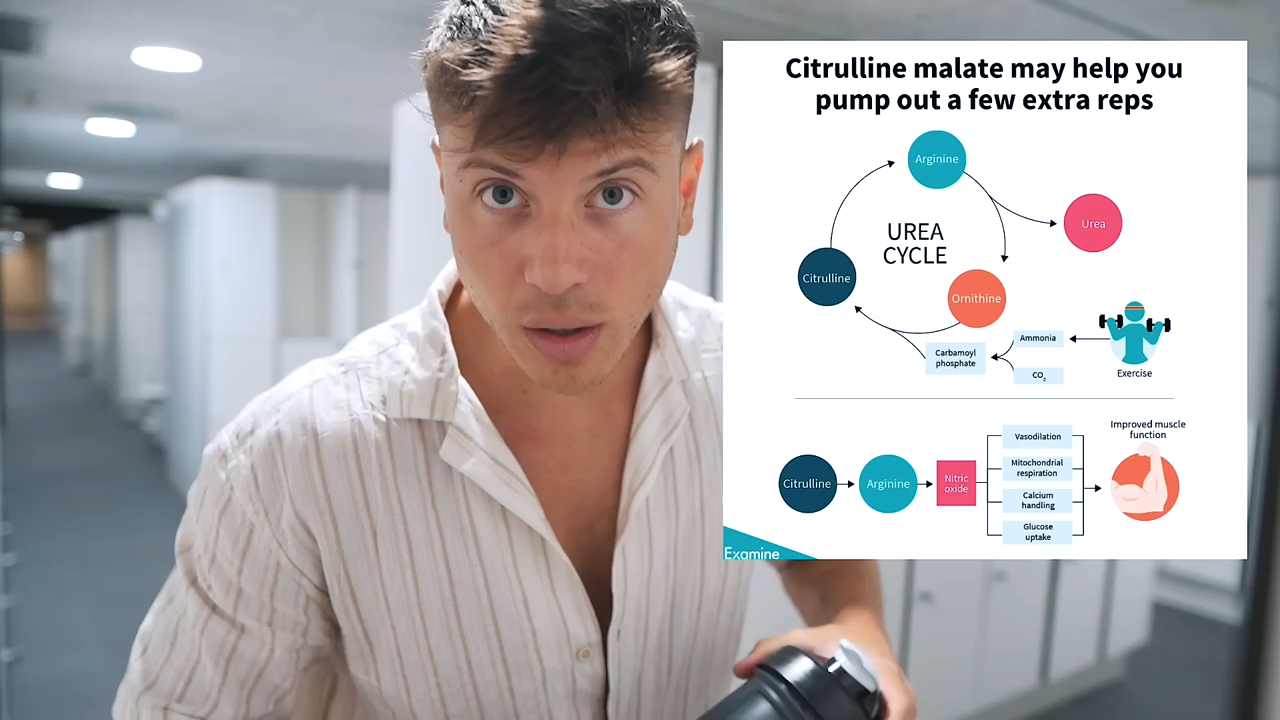 Citrulline malate may help you
pump out a few extra reps
Arginine
Urea
UREA
CYCLE
Citrulline
Ornithine
Ammonia
Carbamoyl
phosphate
CO2
Exercise
Improved muscle
function
Vasodilation
Mitochondrial
respiration
Citrulline
Arginine
Nitric
oxide
Calcium
handling
Glucose
uptake
Examine